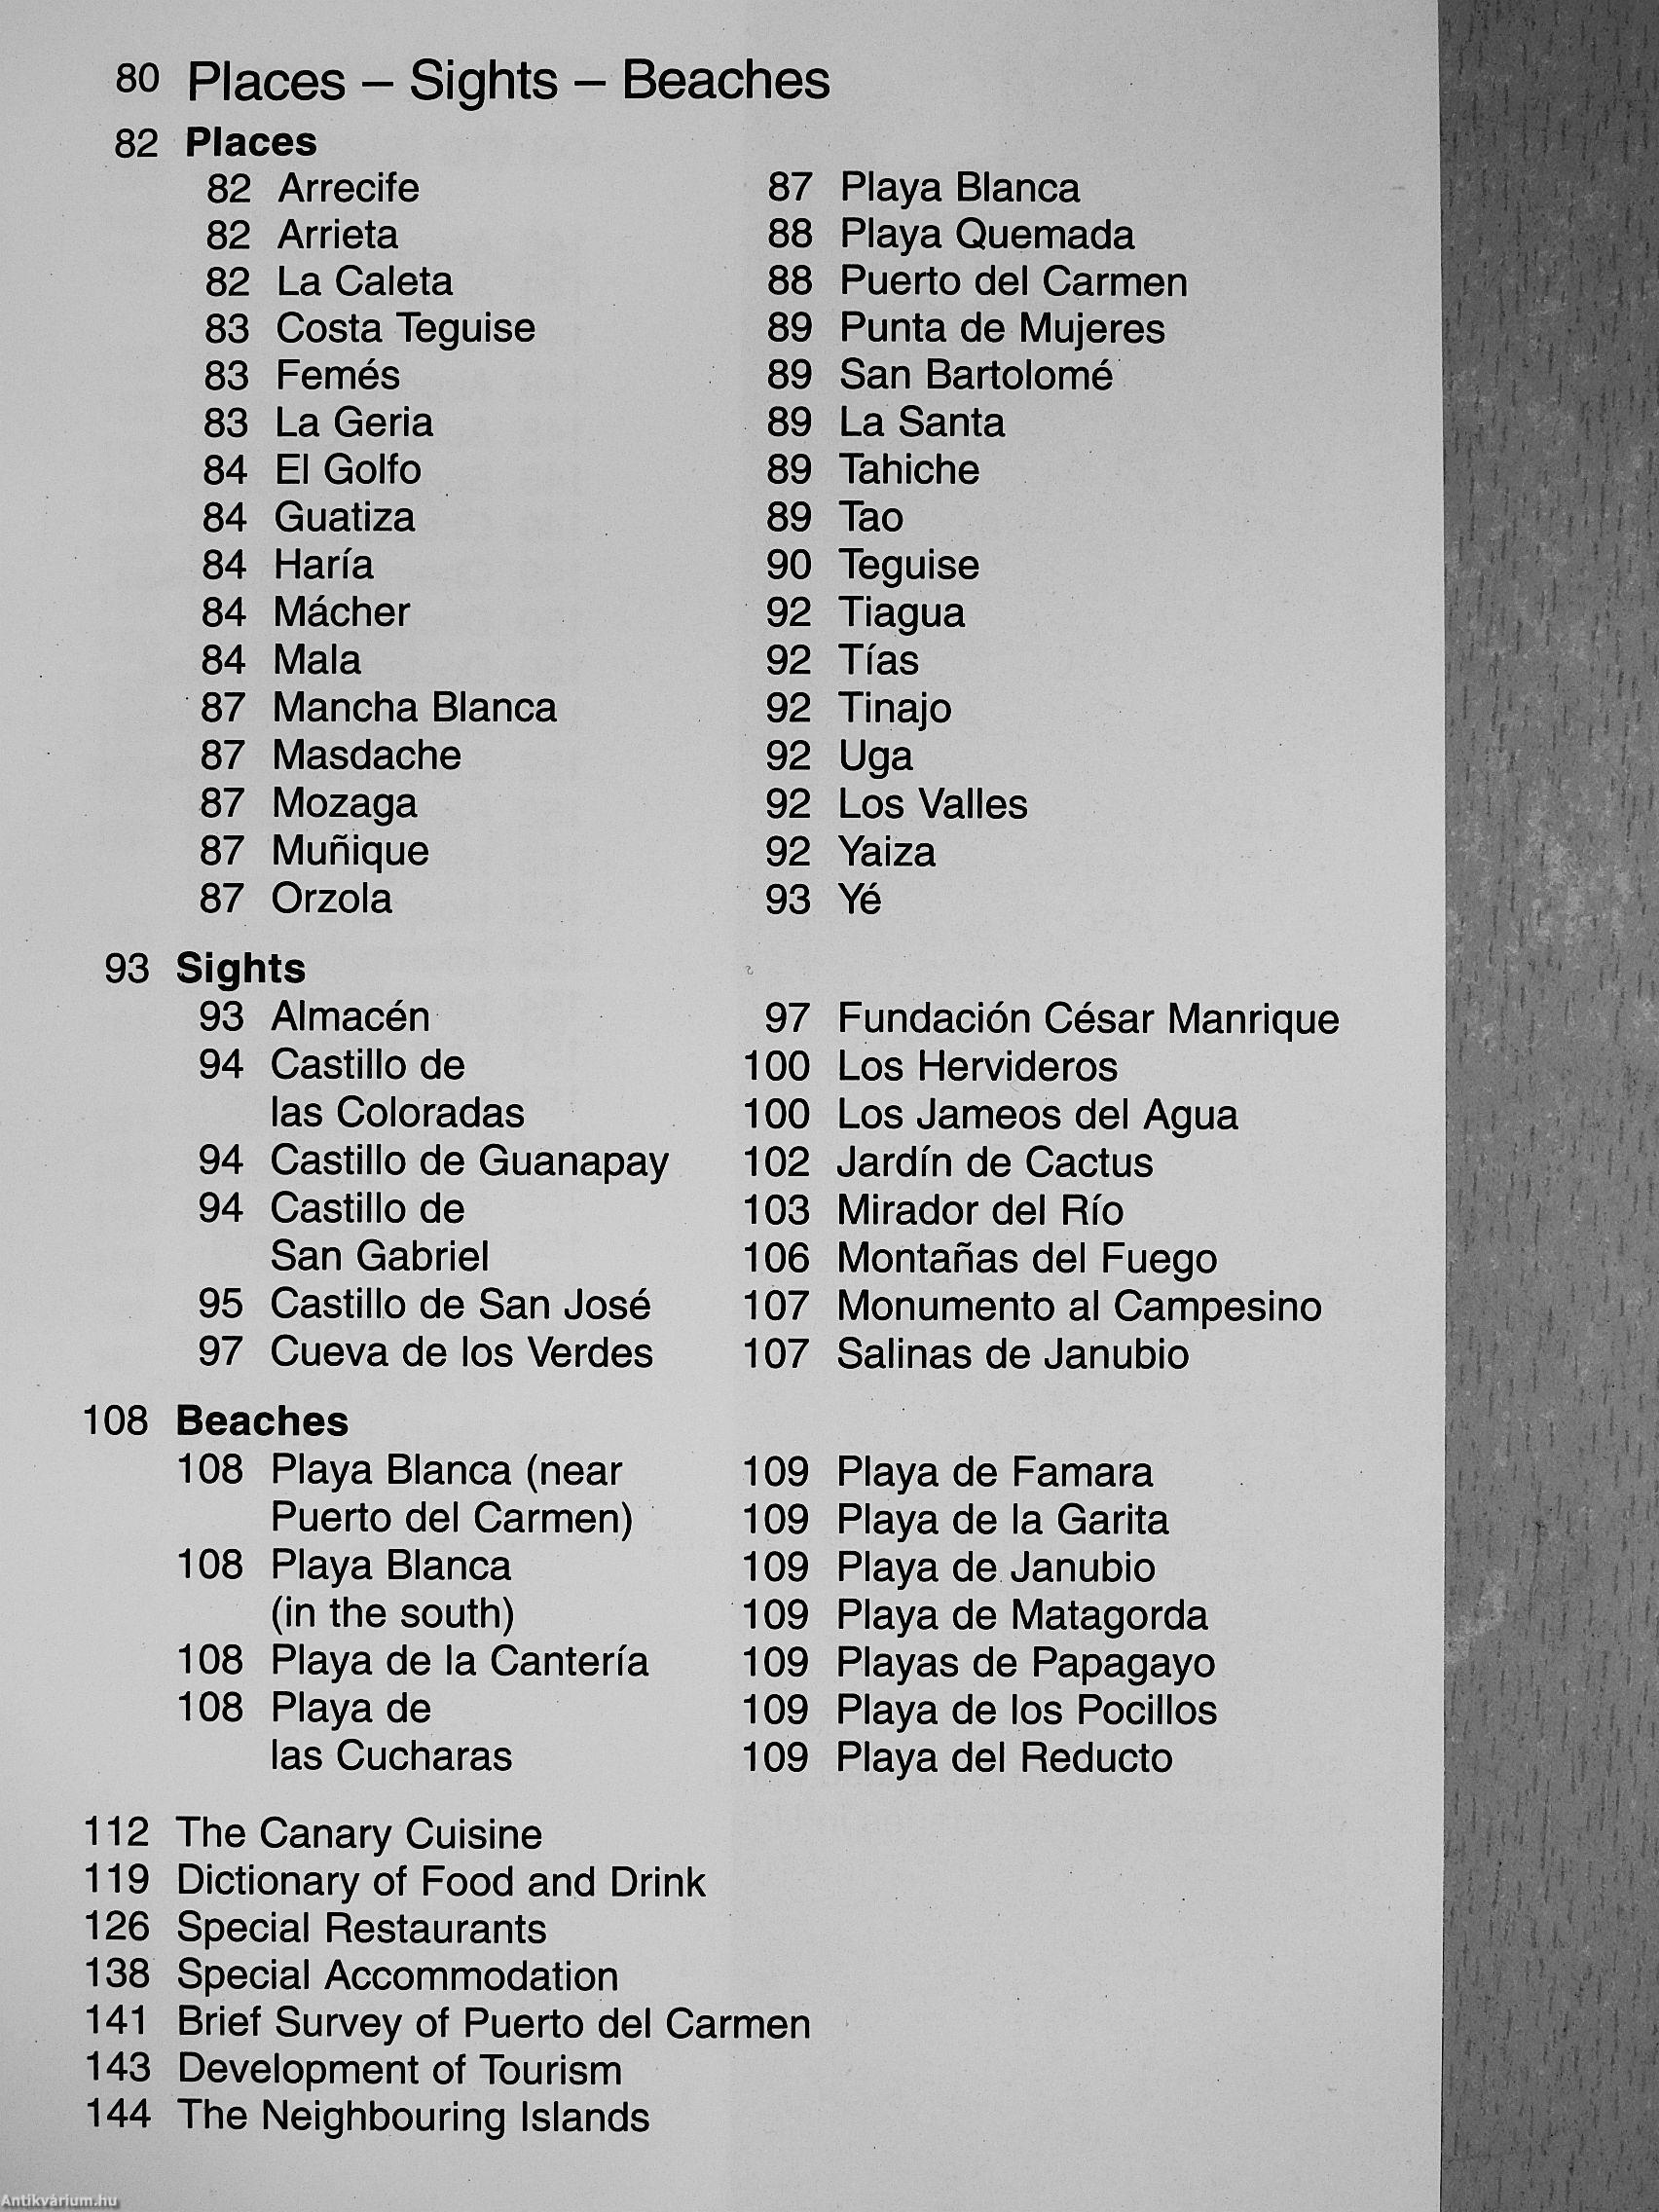 80 Places – Sights – Beaches
82 Places
82 Arrecife
82 Arrieta
82 La Caleta
83 Costa Teguise
83 Femés
83 La Geria
84 El Golfo
84 Guatiza
84 Haría
84 Mácher
84 Mala
87 Mancha Blanca
87 Masdache
87 Mozaga
87 Muñique
87 Orzola
87 Playa Blanca
88 Playa Quemada
88 Puerto del Carmen
89 Punta de Mujeres
89 San Bartolomé
89 La Santa
89 Tahiche
89 Tao
90 Teguise
92 Tiagua
92 Tías
92 Tinajo
92 Uga
92 Los Valles
92 Yaiza
93 Yé
93 Sights
93 Almacén
94 Castillo de
las Coloradas
94 Castillo de Guanapay
94 Castillo de
San Gabriel
95 Castillo de San José
97 Cueva de los Verdes
97 Fundación César Manrique
100 Los Hervideros
100 Los Jameos del Agua
102 Jardín de Cactus
103 Mirador del Río
106 Montañas del Fuego
107 Monumento al Campesino
107 Salinas de Janubio
108 Beaches
108 Playa Blanca (near
Puerto del Carmen)
108 Playa Blanca
(in the south)
108 Playa de la Cantería
108 Playa de
las Cucharas
109 Playa de Famara
109 Playa de la Garita
109 Playa de Janubio
109 Playa de Matagorda
109 Playas de Papagayo
109 Playa de los Pocillos
109 Playa del Reducto
112 The Canary Cuisine
119 Dictionary of Food and Drink
126 Special Restaurants
138 Special Accommodation
141 Brief Survey of Puerto del Carmen
143 Development of Tourism
144 The Neighbouring Islands
Antikvárium.hu